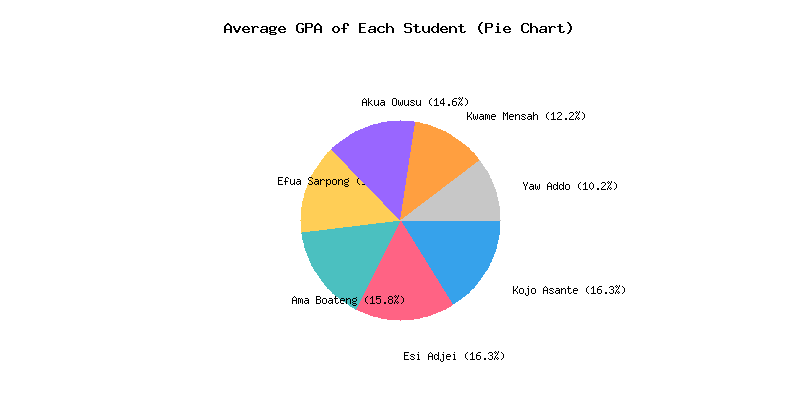 Average GPA of Each Student (Pie Chart)
Akua Owusu (14.6%)
Kwame Mensah (12.2%)
Efua Sarpong
Yaw Addo (10.2%)
Kojo Asante (16.3%)
Ama Boateng (15.8%)
Esi Adjei (16.3%)